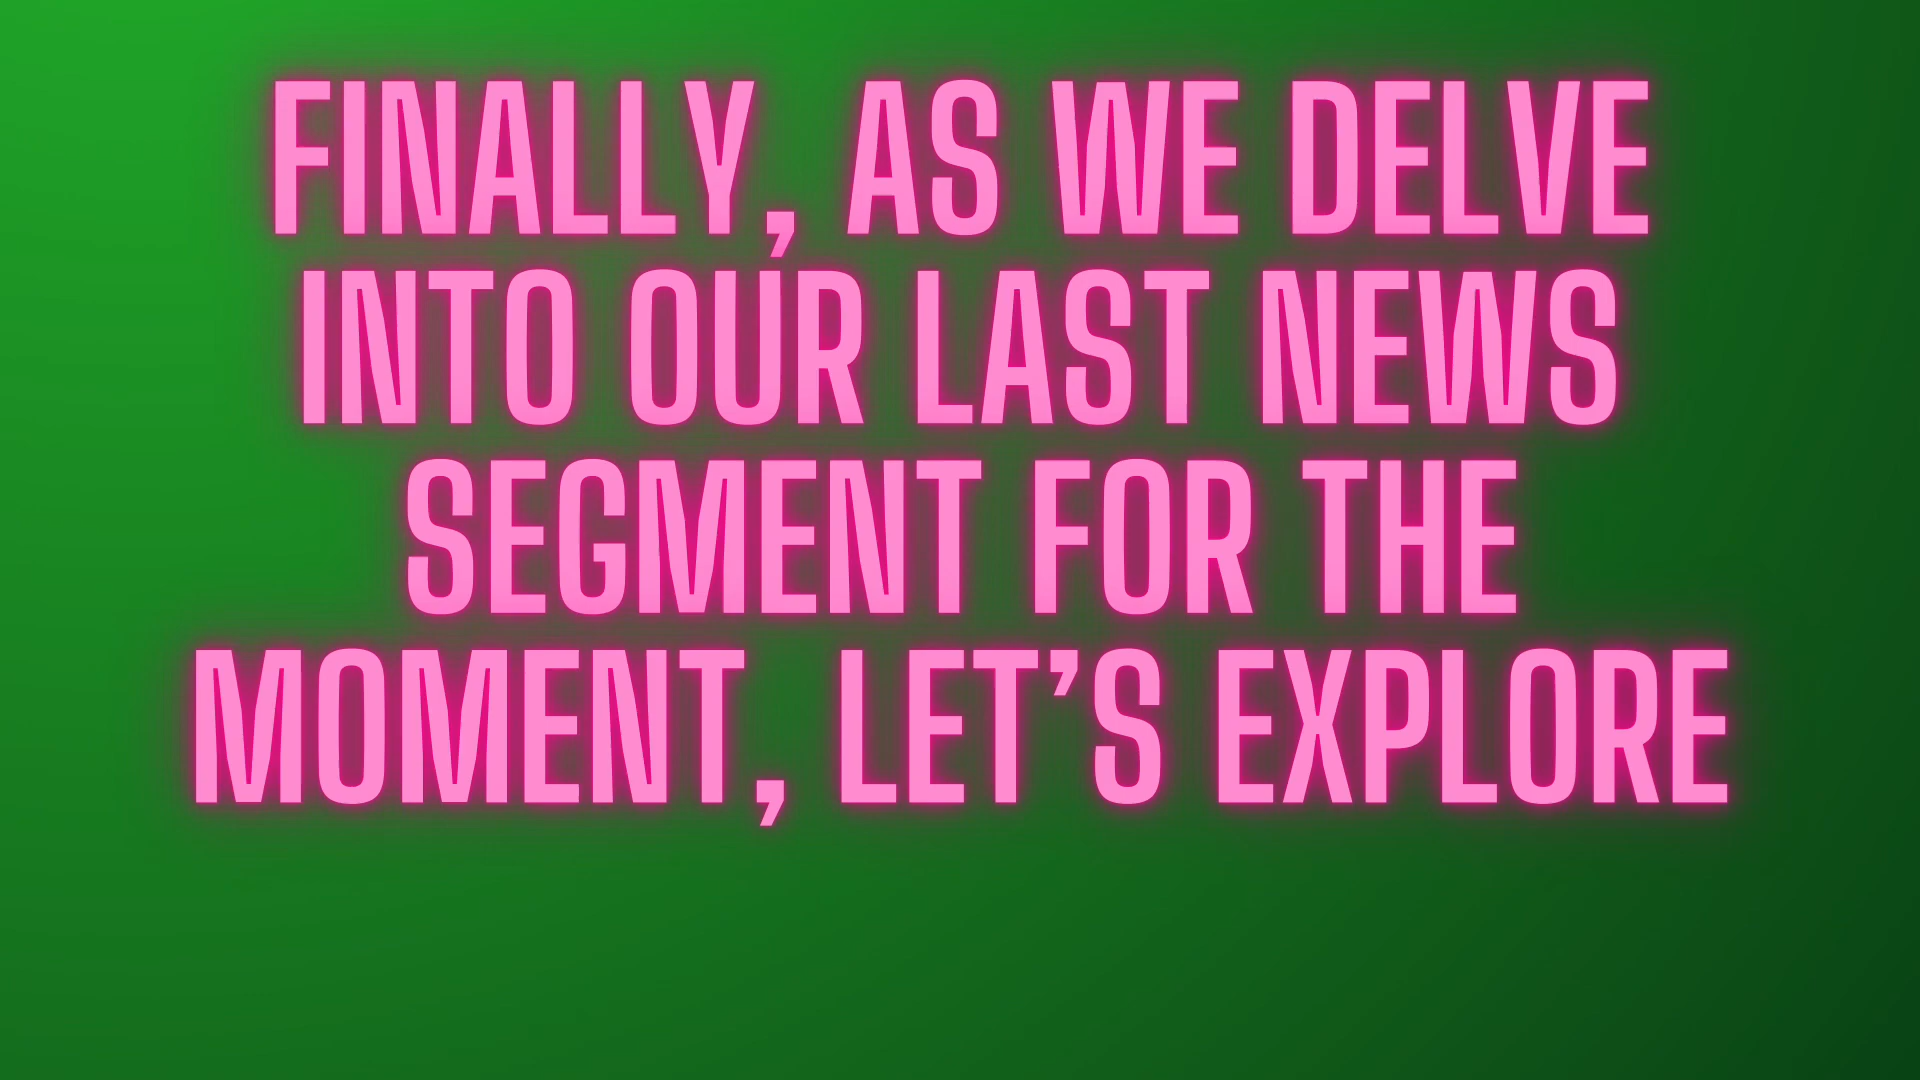 FINALLY, AS WE DELVE
INTO OUR LAST NEWS
SEGMENT FOR THE
MOMENT, LET’S EXPLORE